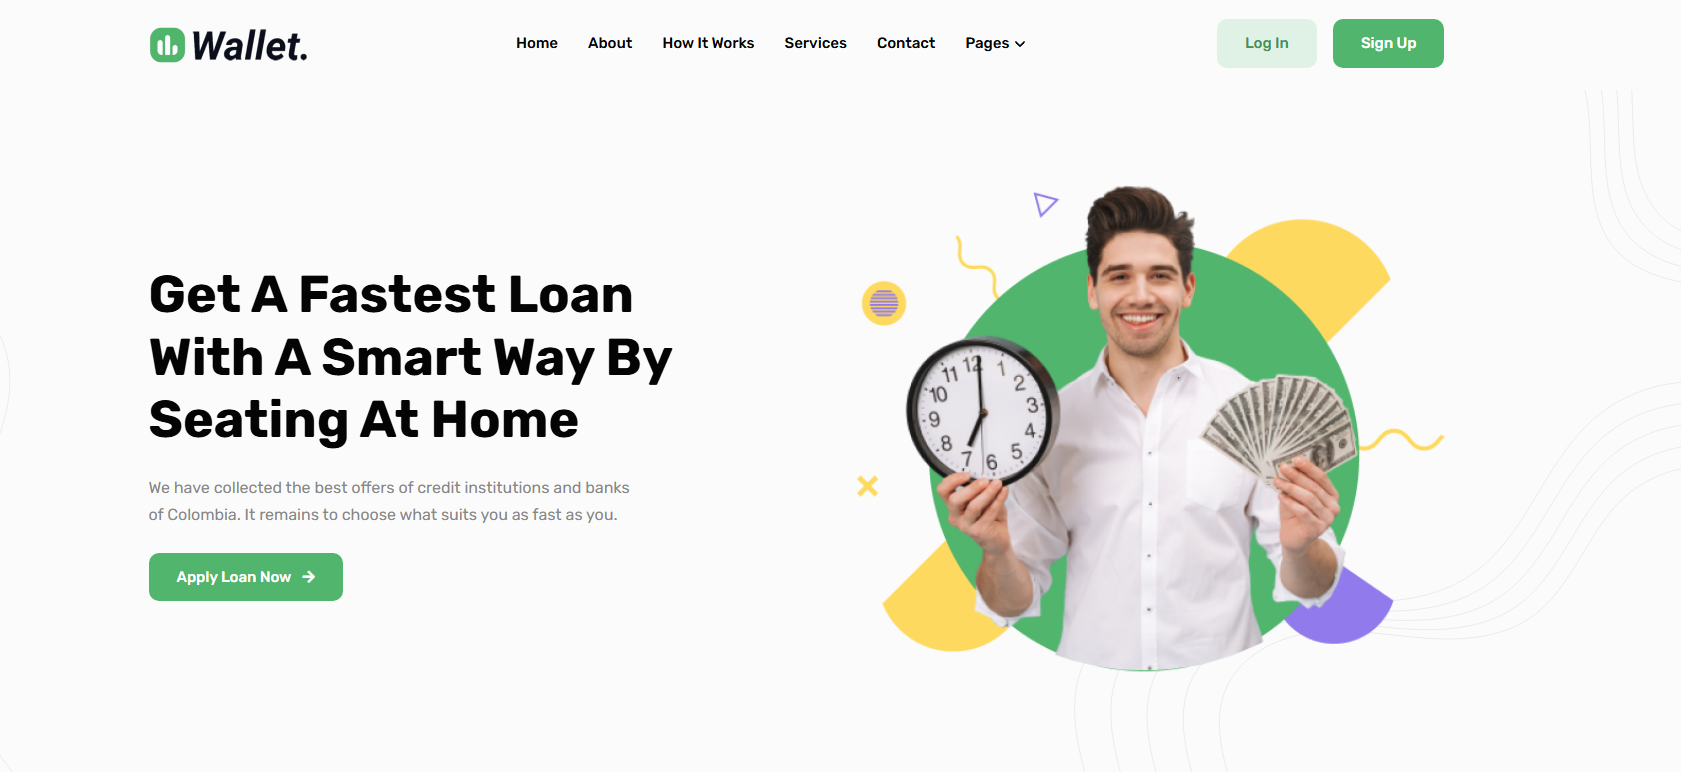 Wallet.
Home About How It Works Services Contact Pages
Log In Sign Up
Get A Fastest Loan
With A Smart Way By
Seating At Home
We have collected the best offers of credit institutions and banks
of Colombia. It remains to choose what suits you as fast as you.
Apply Loan Now
12
1
2
3
4
5
6
7
8
9
10
11